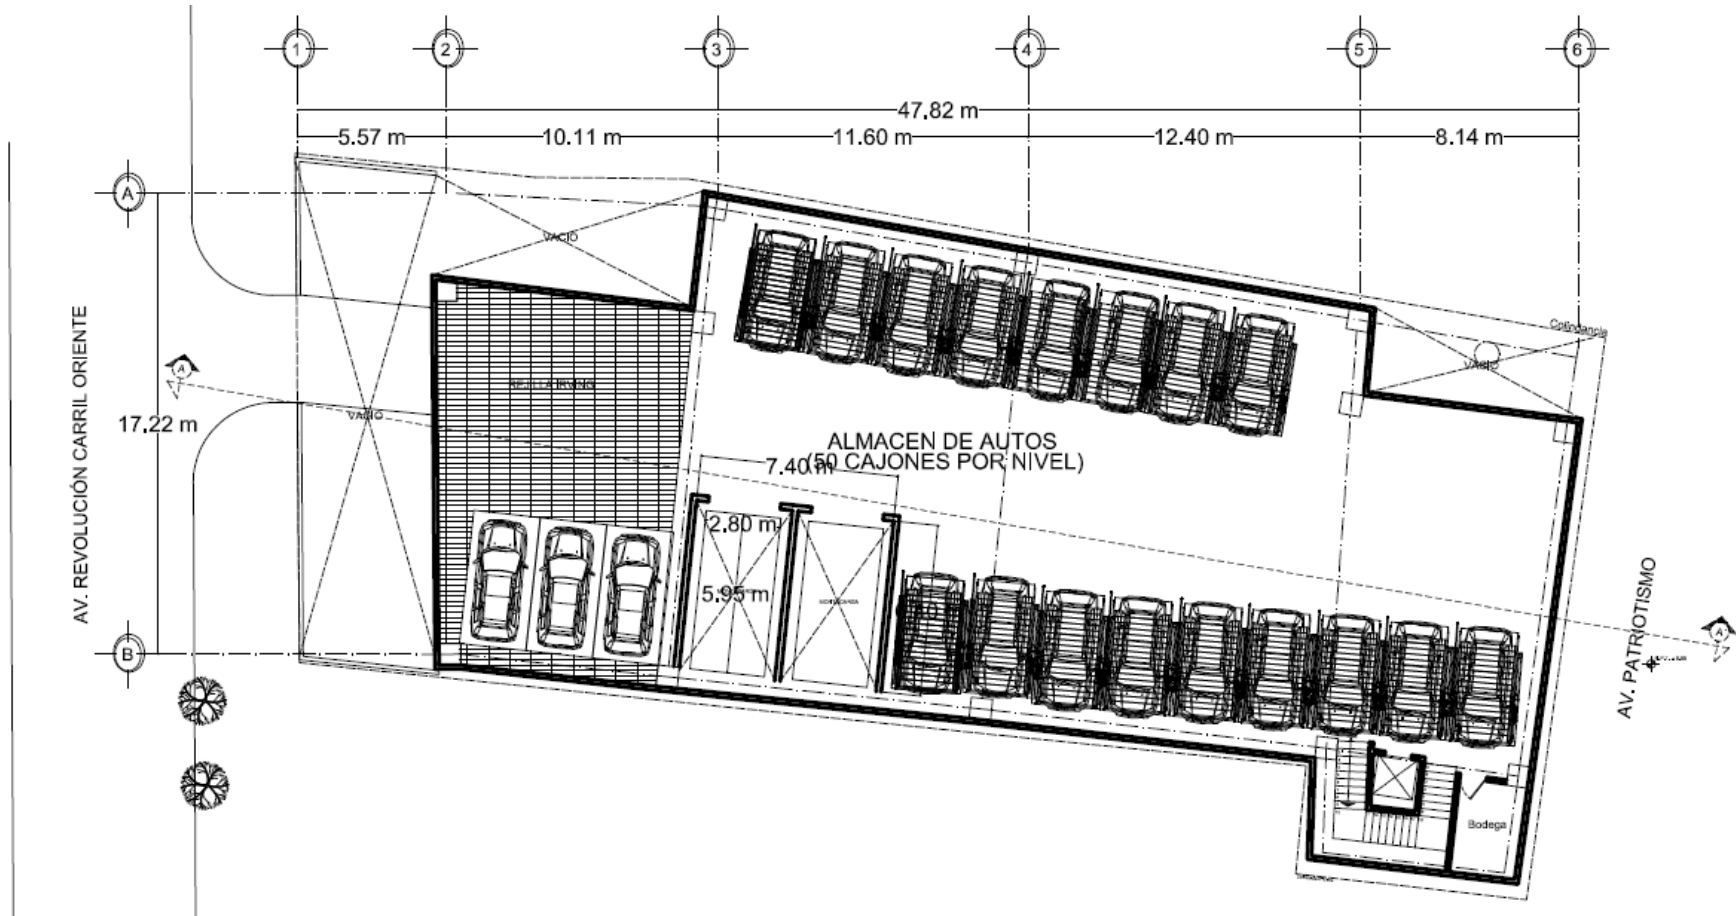 1
2
3
4
5
6
47.82 m
5.57 m
10.11 m
11.60 m
12.40 m
8.14 m
A
VACIO
Colindancia
VACIO
A
REJILLA IRVING
AV. REVOLUCIÓN CARRIL ORIENTE
17.22 m
VACIO
ALMACEN DE AUTOS
(50 CAJONES POR NIVEL)
7.40 m
2.80 m
5.95 m
AV. PATRIOTISMO
A
B
Bodega